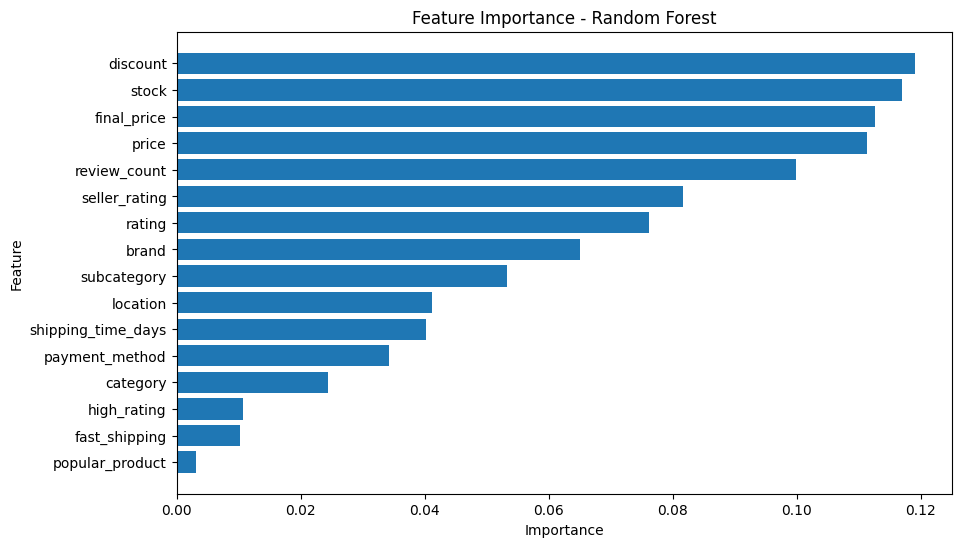 Feature Importance - Random Forest
discount
stock
final_price
price
review_count
seller_rating
rating
brand
subcategory
location
shipping_time_days
payment_method
category
high_rating
fast_shipping
popular_product
Feature
0.00 0.02 0.04 0.06 0.08 0.10 0.12
Importance